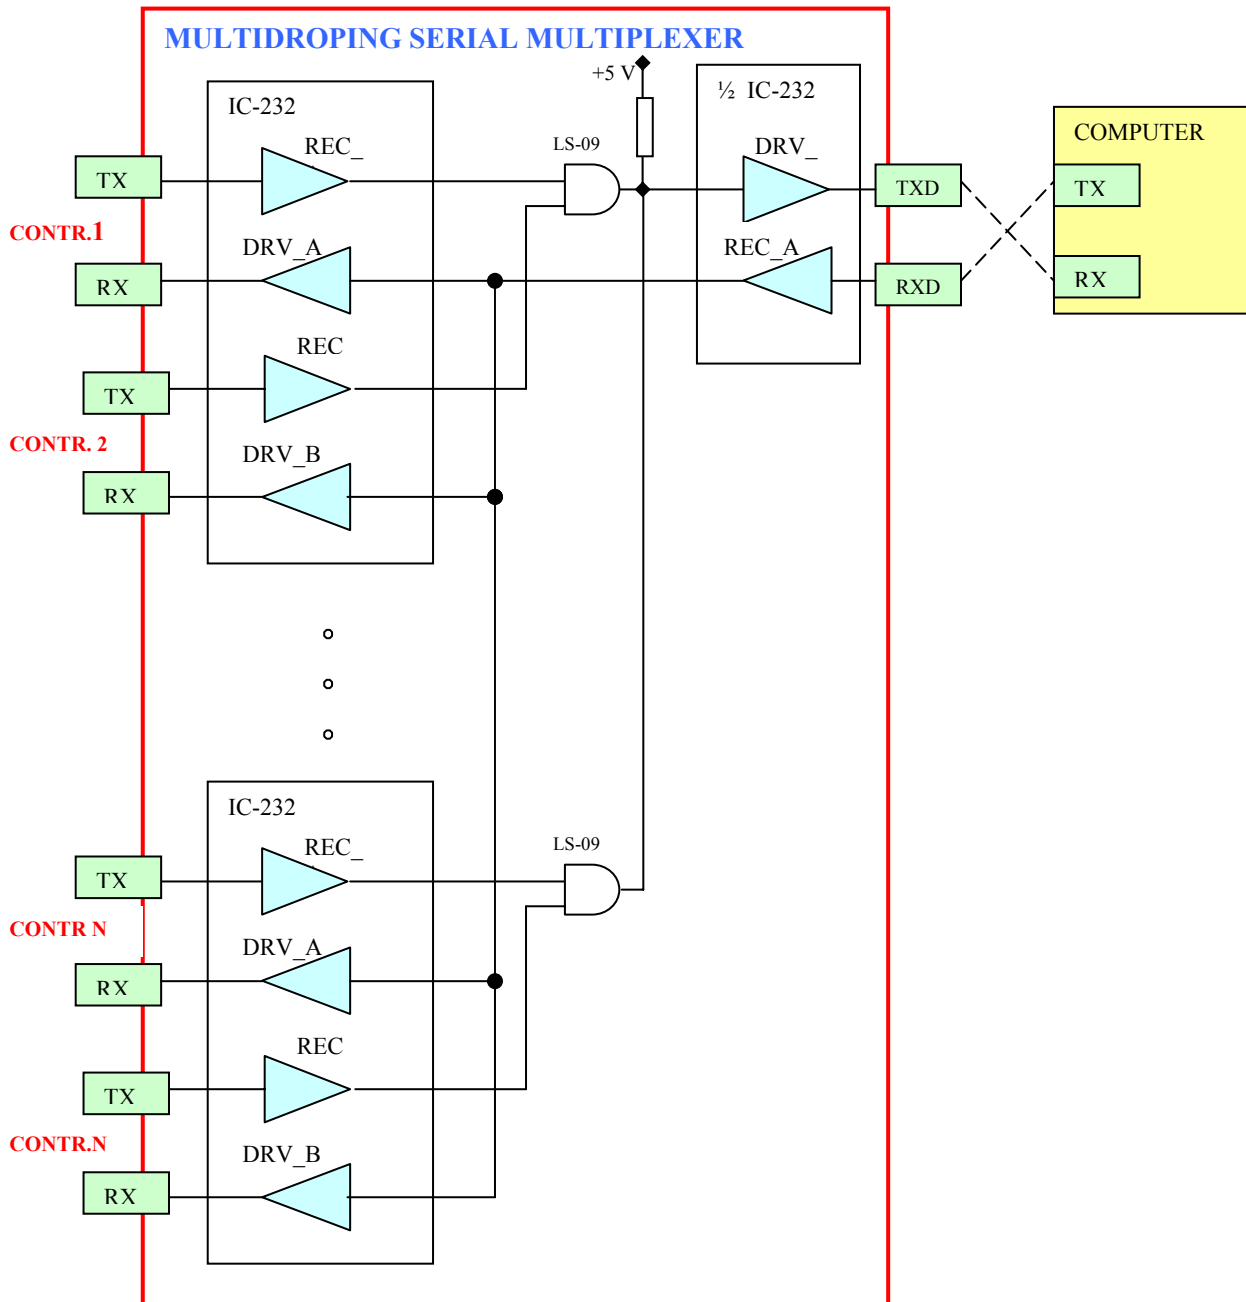 MULTIDROPING SERIAL MULTIPLEXER
+5 V
IC-232
½ IC-232
COMPUTER
REC_
LS-09
DRV_
TX
TXD
TX
CONTR.1
DRV_A
REC_A
RX
RXD
RX
REC
TX
CONTR. 2
DRV_B
RX
IC-232
REC_
LS-09
TX
CONTR N
DRV_A
RX
REC
TX
CONTR.N
DRV_B
RX